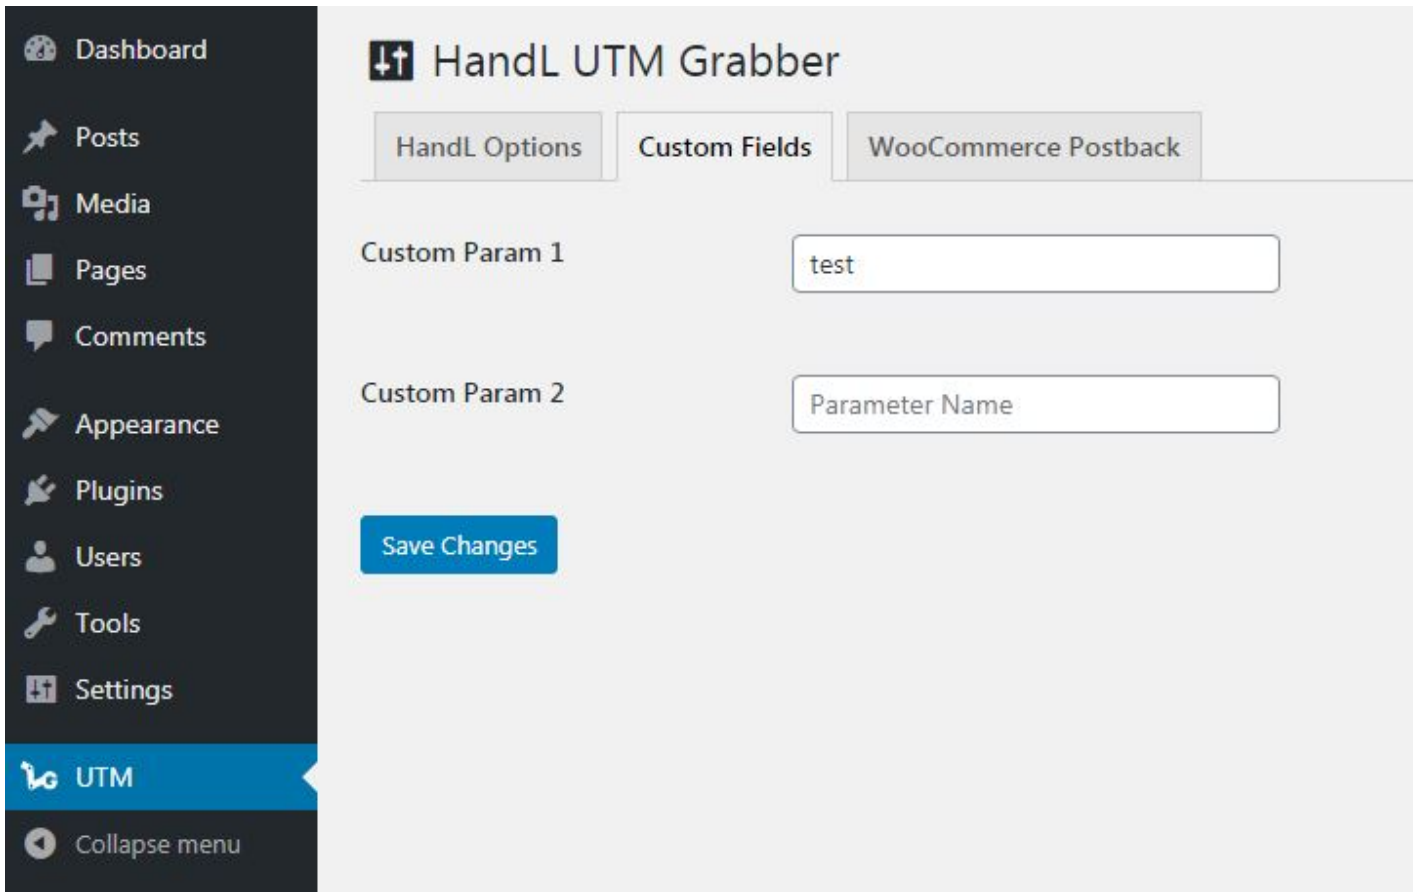 Dashboard
Posts
Media
Pages
Comments
Appearance
Plugins
Users
Tools
Settings
UTM
Collapse menu
HandL UTM Grabber
HandL Options
Custom Fields
WooCommerce Postback
Custom Param 1
test
Custom Param 2
Parameter Name
Save Changes